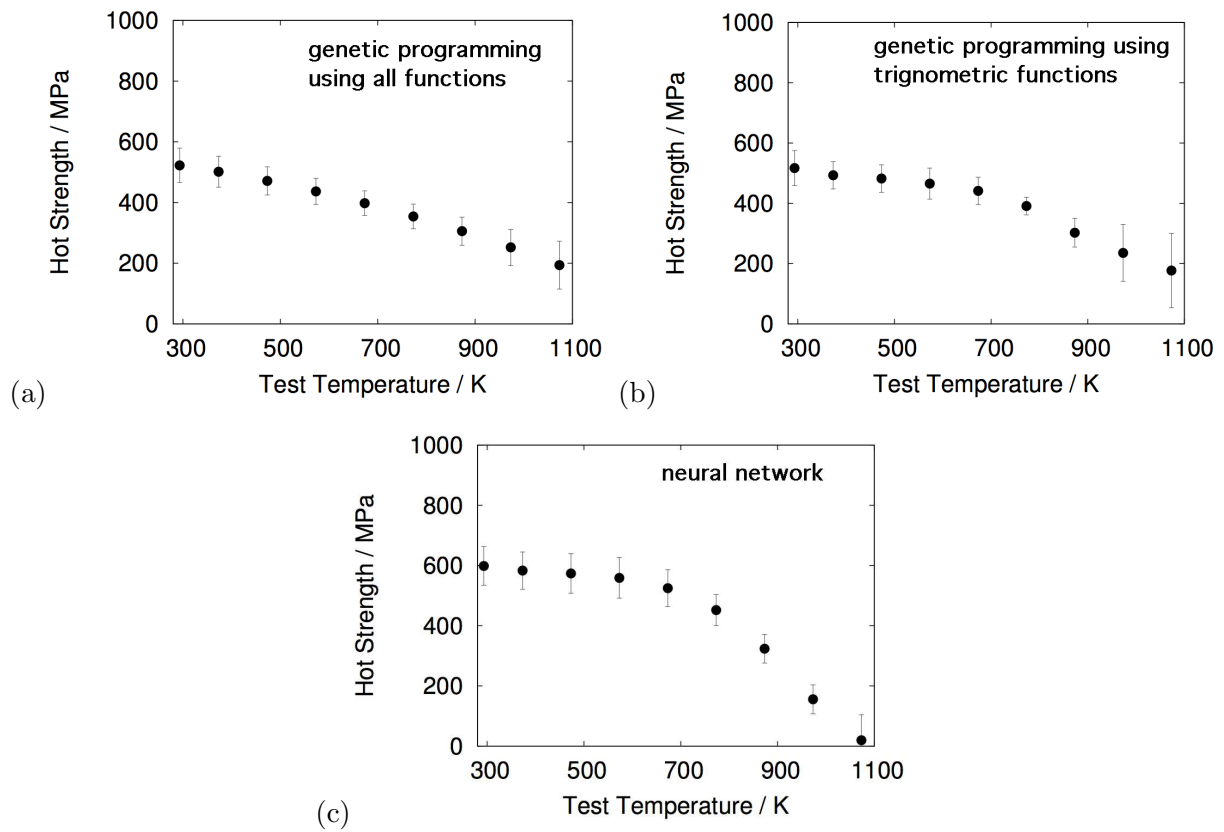 1000
800
600
400
200
0
Hot Strength / MPa
genetic programming
using all functions
300 500 700 900 1100
Test Temperature / K
(a)
1000
800
600
400
200
0
Hot Strength / MPa
genetic programming using
trignometric functions
300 500 700 900 1100
Test Temperature / K
(b)
1000
800
600
400
200
0
Hot Strength / MPa
neural network
300 500 700 900 1100
Test Temperature / K
(c)